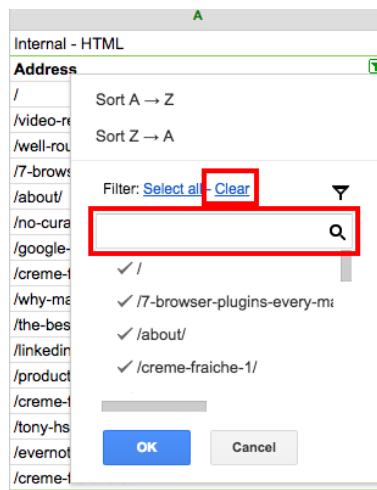 A
Internal - HTML
Address
/
Sort A → Z
/video-re
Sort Z → A
/well-rou
/7-brows
Filter: Select all - Clear
/about/
/no-cura
/google-
/
/creme-f
/7-browser-plugins-every-ma
/why-ma
/about/
/the-bes
/creme-fraiche-1/
/linkedin
/product
/creme-f
/tony-hs
OK Cancel
/evernot
/creme-f